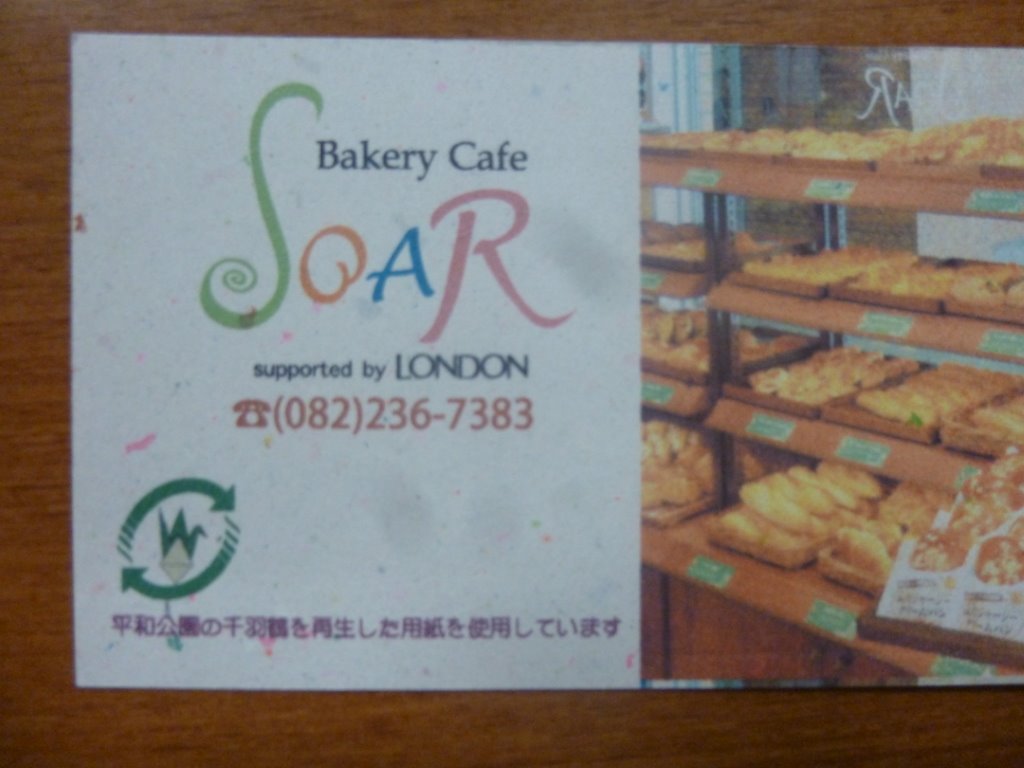 Bakery Cafe
SOAR
supported by LONDON
☎(082)236-7383
平和公園の千羽鶴を再生した用紙を使用しています